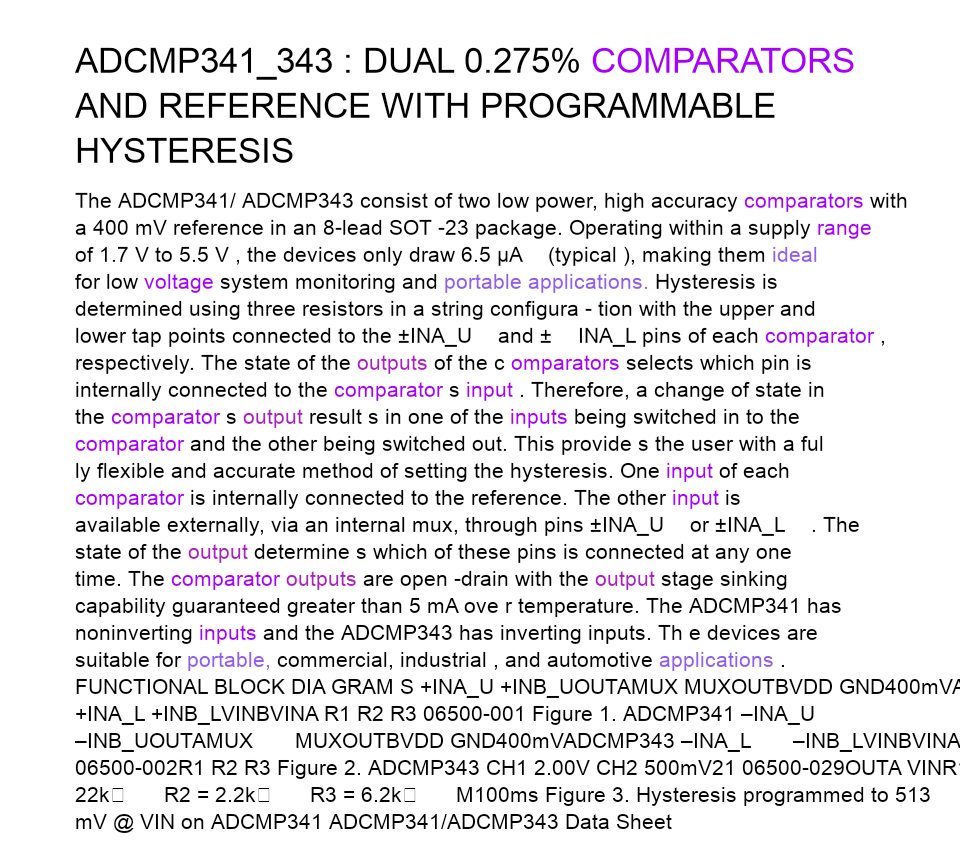 ADCMP341_343 : DUAL 0.275% COMPARATORS
AND REFERENCE WITH PROGRAMMABLE
HYSTERESIS
The ADCMP341/ ADCMP343 consist of two low power, high accuracy comparators with
a 400 mV reference in an 8-lead SOT -23 package. Operating within a supply range
of 1.7 V to 5.5 V , the devices only draw 6.5 μA (typical ), making them ideal
for low voltage system monitoring and portable applications. Hysteresis is
determined using three resistors in a string configura - tion with the upper and
lower tap points connected to the ±INA_U and ± INA_L pins of each comparator ,
respectively. The state of the outputs of the c omparators selects which pin is
internally connected to the comparator s input . Therefore, a change of state in
the comparator s output result s in one of the inputs being switched in to the
comparator and the other being switched out. This provide s the user with a ful
ly flexible and accurate method of setting the hysteresis. One input of each
comparator is internally connected to the reference. The other input is
available externally, via an internal mux, through pins ±INA_U or ±INA_L . The
state of the output determine s which of these pins is connected at any one
time. The comparator outputs are open -drain with the output stage sinking
capability guaranteed greater than 5 mA ove r temperature. The ADCMP341 has
noninverting inputs and the ADCMP343 has inverting inputs. Th e devices are
suitable for portable, commercial, industrial , and automotive applications .
FUNCTIONAL BLOCK DIA GRAM S +INA_U +INB_UOUTAMUX MUXOUTBVDD GND400mVA
+INA_L +INB_LVINBVINA R1 R2 R3 06500-001 Figure 1. ADCMP341 –INA_U
–INB_UOUTAMUX MUXOUTBVDD GND400mVADCMP343 –INA_L –INB_LVINBVINA
06500-002R1 R2 R3 Figure 2. ADCMP343 CH1 2.00V CH2 500mV21 06500-029OUTA VINR1
22k□ R2 = 2.2k□ R3 = 6.2k□ M100ms Figure 3. Hysteresis programmed to 513
mV @ VIN on ADCMP341 ADCMP341/ADCMP343 Data Sheet